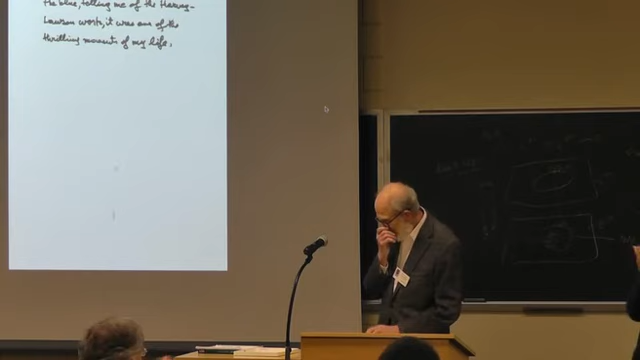 the blue, telling me of the Harvey-
Lawson work, it was one of the
thrilling moments of my life.